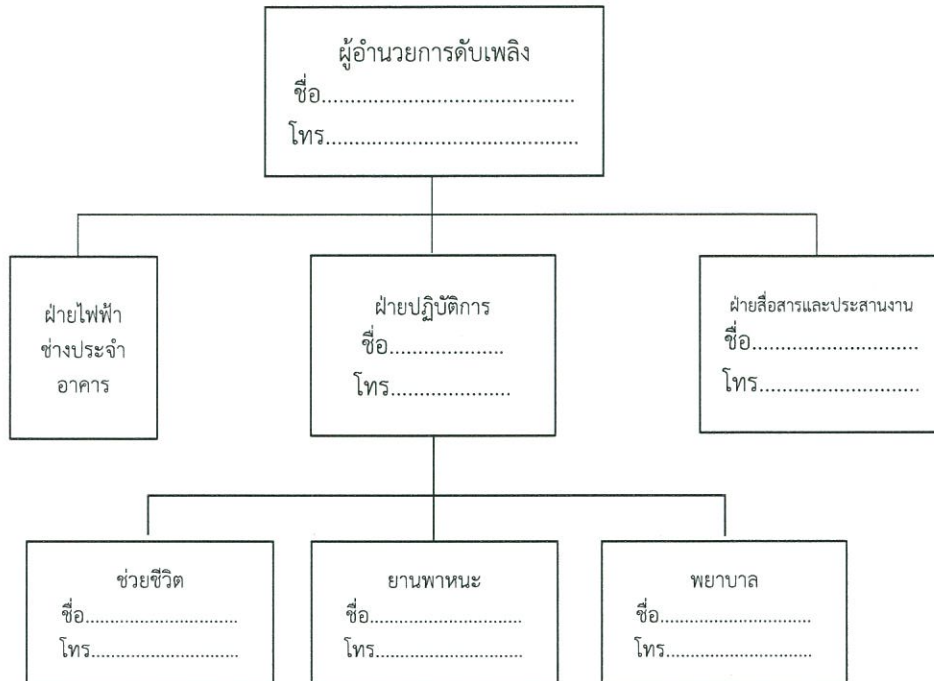 ผู้อำนวยการดับเพลิง
ชื่อ............................................
โทร............................................
ฝ่ายไฟฟ้า
ช่างประจำ
อาคาร
ฝ่ายปฏิบัติการ
ชื่อ....................
โทร.....................
ฝ่ายสื่อสารและประสานงาน
ชื่อ.............................
โทร............................
ช่วยชีวิต
ชื่อ...........................
โทร..........................
ยานพาหนะ
ชื่อ...........................
โทร..........................
พยาบาล
ชื่อ...........................
โทร..........................